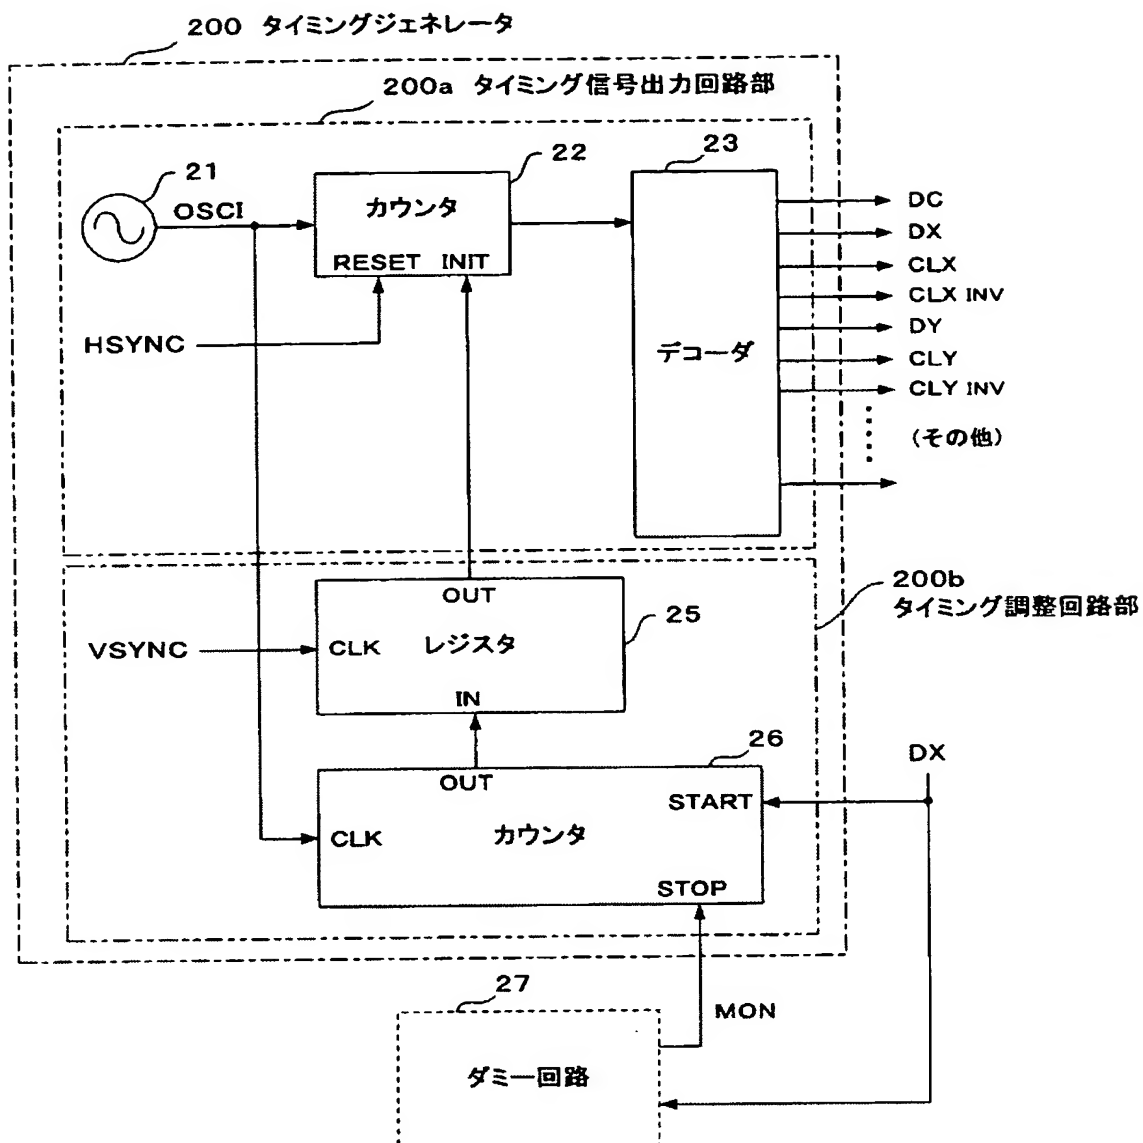 200 タイミングジェネレータ
200a タイミング信号出力回路部
21
OSCI
22
カウンタ
RESET INIT
HSYNC
23
デコーダ
DC
DX
CLX
CLX INV
DY
CLY
CLY INV
(その他)
200b
タイミング調整回路部
OUT
25
VSYNC
CLK レジスタ
IN
26
OUT
START
DX
CLK カウンタ
STOP
27
MON
ダミー回路